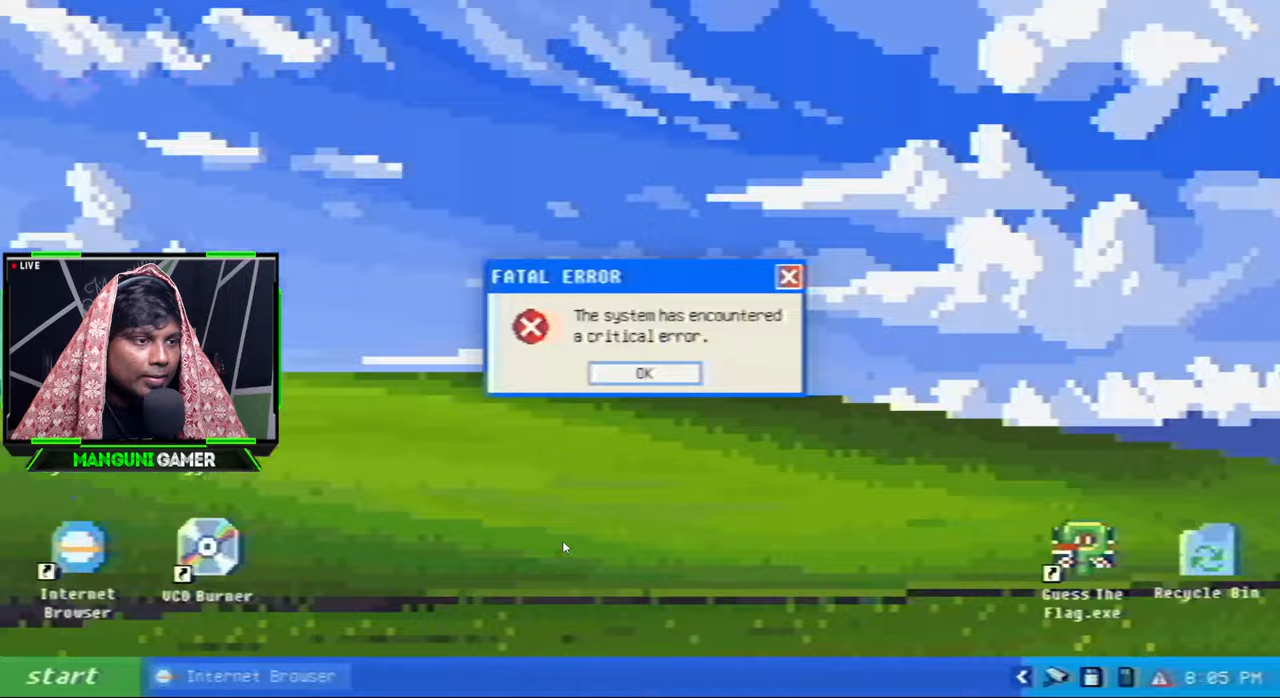 FATAL ERROR
The system has encountered
a critical error.
OK
LIVE
MANGUNI GAMER
Internet
Browser
VCD Burner
Guess The
Flag.exe
Recycle Bin
start
Internet Browser
8:05 PM